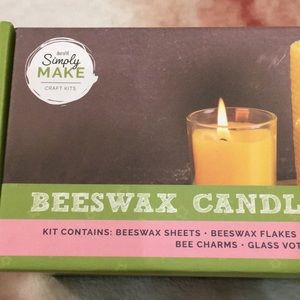 Simply
MAKE
CRAFT KITS
BEESWAX CANDL
KIT CONTAINS: BEESWAX SHEETS • BEESWAX FLAKES
BEE CHARMS • GLASS VOT